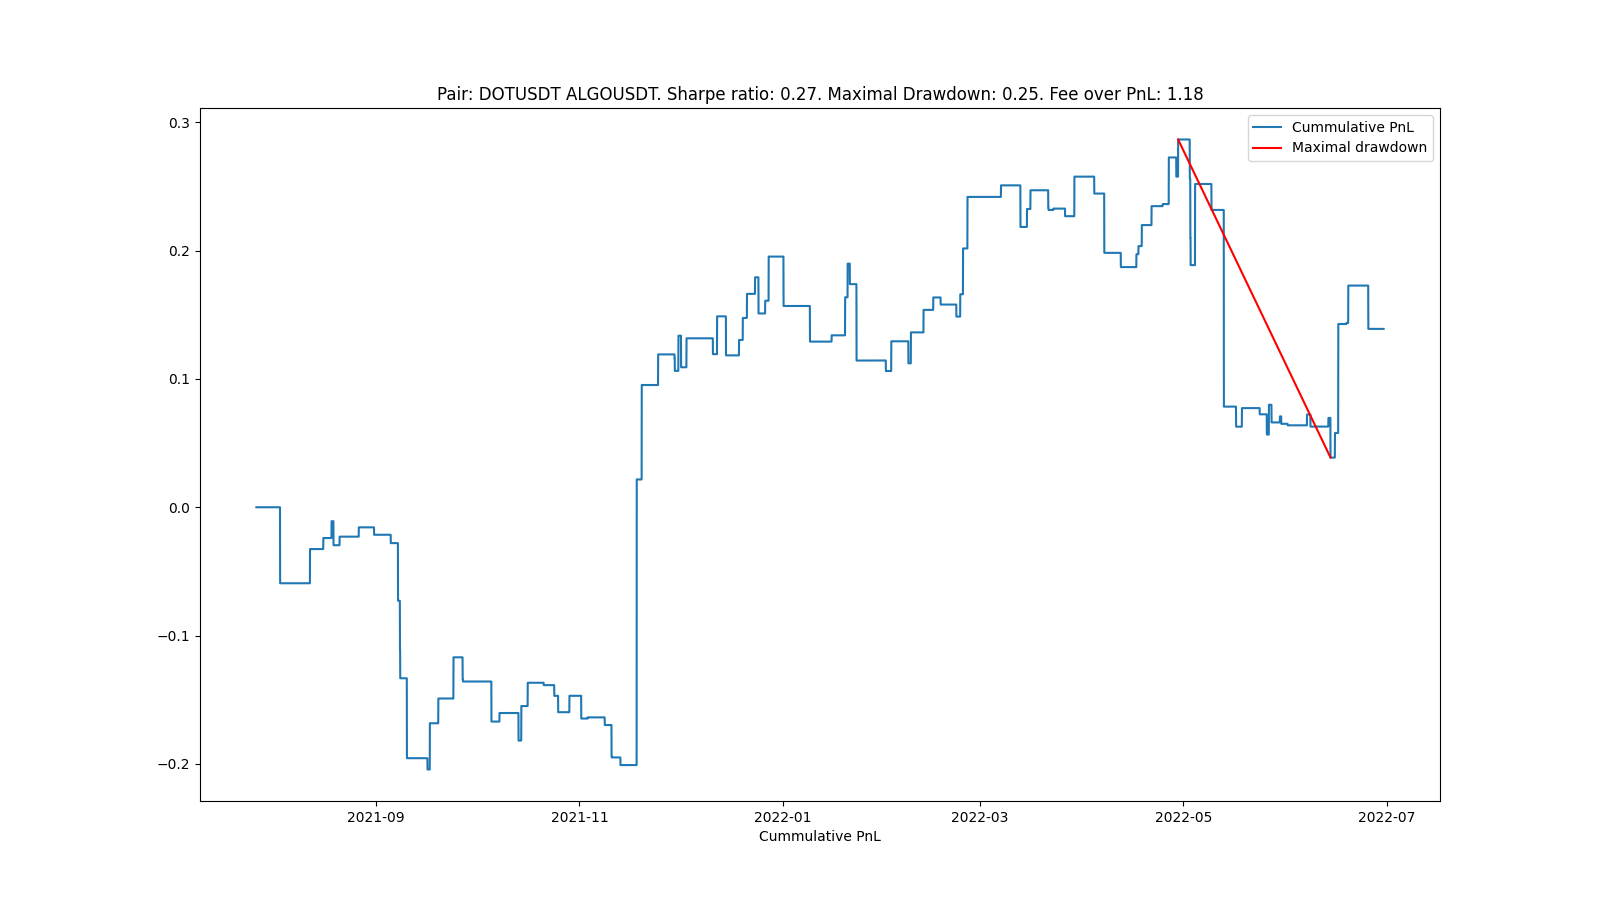 Pair: DOTUSDT ALGOUSDT. Sharpe ratio: 0.27. Maximal Drawdown: 0.25. Fee over PnL: 1.18
Cummulative PnL
Maximal drawdown
0.3
0.2
0.1
0.0
−0.1
−0.2
2021-09 2021-11 2022-01 2022-03 2022-05 2022-07
Cummulative PnL